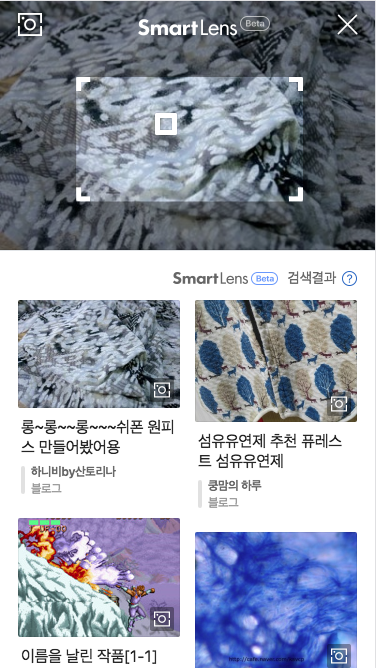 SmartLens Beta
SmartLens Beta 검색결과 ?
롱~롱~~롱~~~쉬폰 원피
스 만들어봤어용
하니비by산토리나
블로그
섬유유연제 추천 퓨레스
트 섬유유연제
쿵맘의 하루
블로그
이름을 날린 작품[1-1]